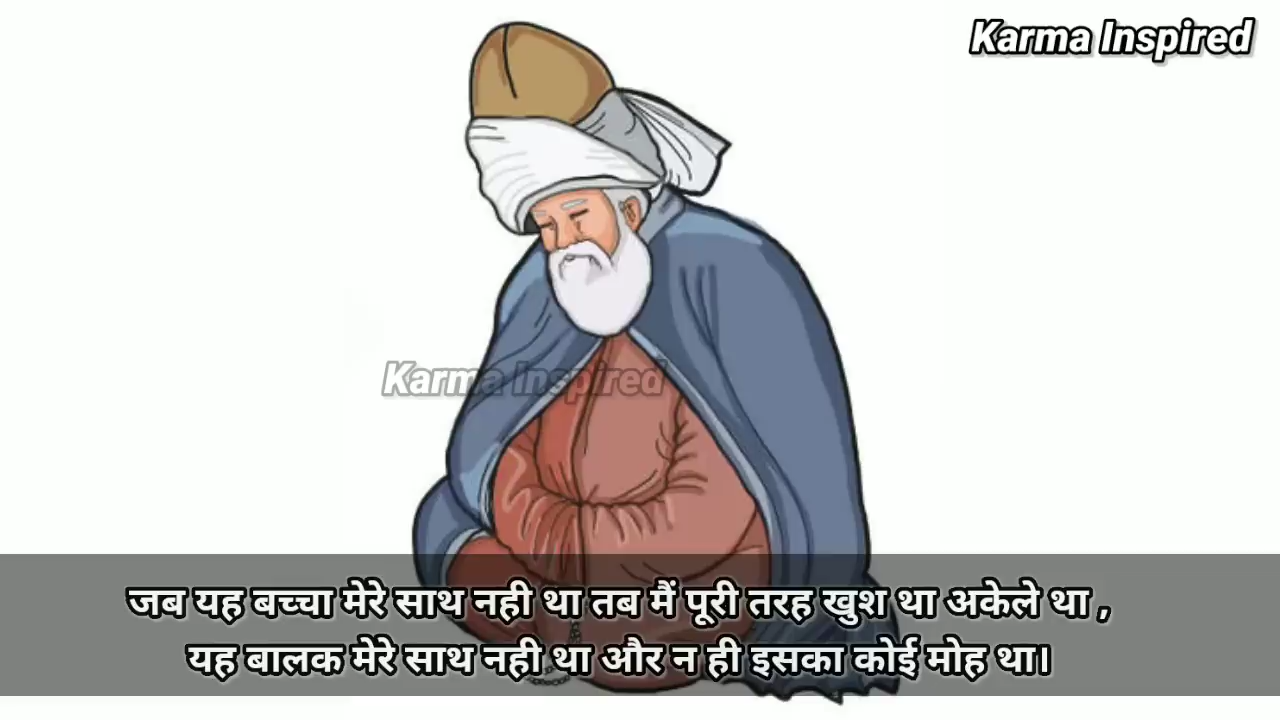 Karma Inspired
Karma Inspired
जब यह बच्चा मेरे साथ नही था तब मैं पूरी तरह खुश था अकेले था ,
यह बालक मेरे साथ नही था और न ही इसका कोई मोह था।